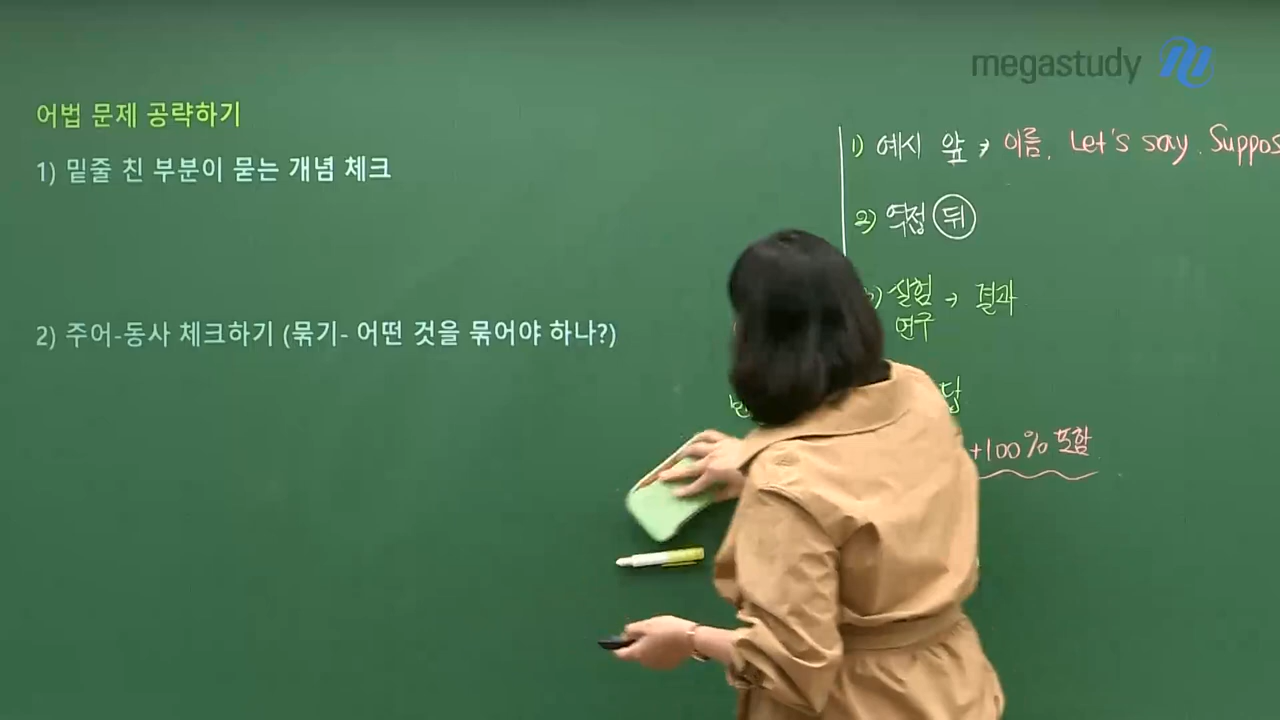 megastudy
어법 문제 공략하기
1) 밑줄 친 부분이 묻는 개념 체크
2) 주어-동사 체크하기 (묶기- 어떤 것을 묶어야 하나?)
1) 예시 앞 → 이름, Let's say. Suppos
2) 역접 뒤
실험 → 결과
연구
답
+100% 포함